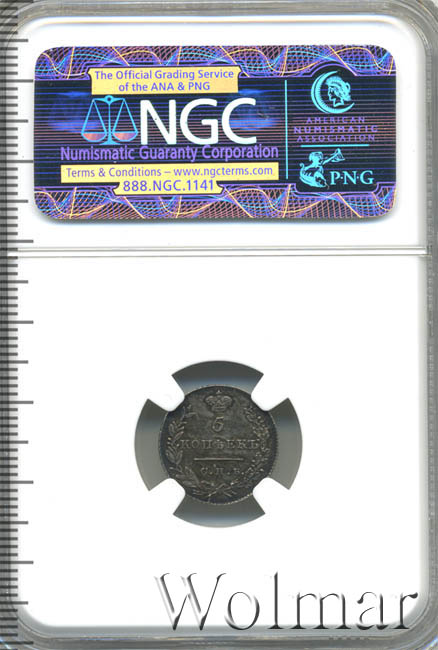 The Official Grading Service
of the ANA & PNG
NGC
Numismatic Guaranty Corporation
Terms & Conditions – www.ngcterms.com
888.NGC.1141
AMERICAN
NUMISMATIC
ASSOCIATION
P·N·G
5
КОПѢЕКЪ
С.П.Б.
Wolmar